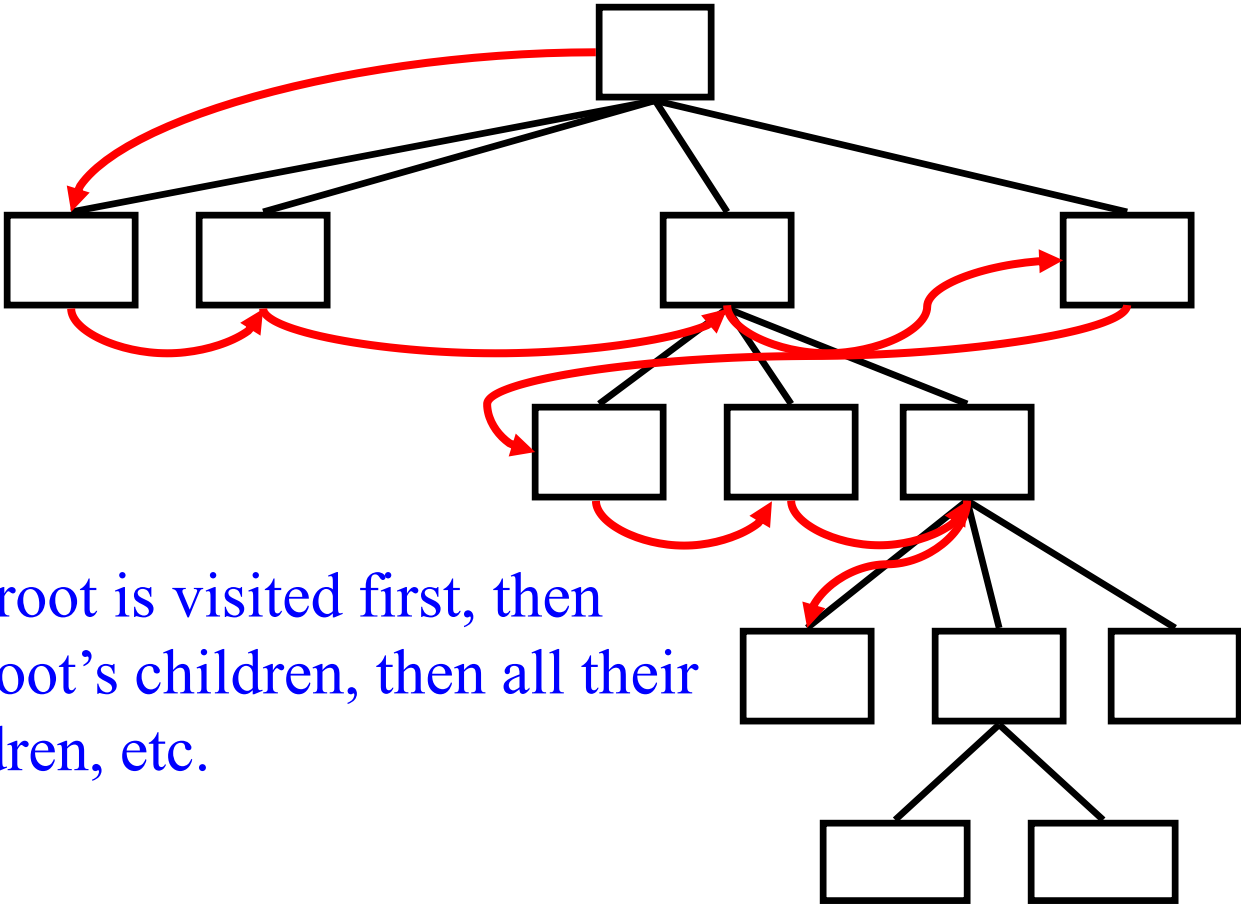 root is visited first, then
oot’s children, then all their
dren, etc.